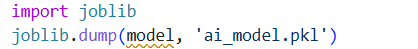 import joblib
joblib.dump(model, 'ai_model.pkl')